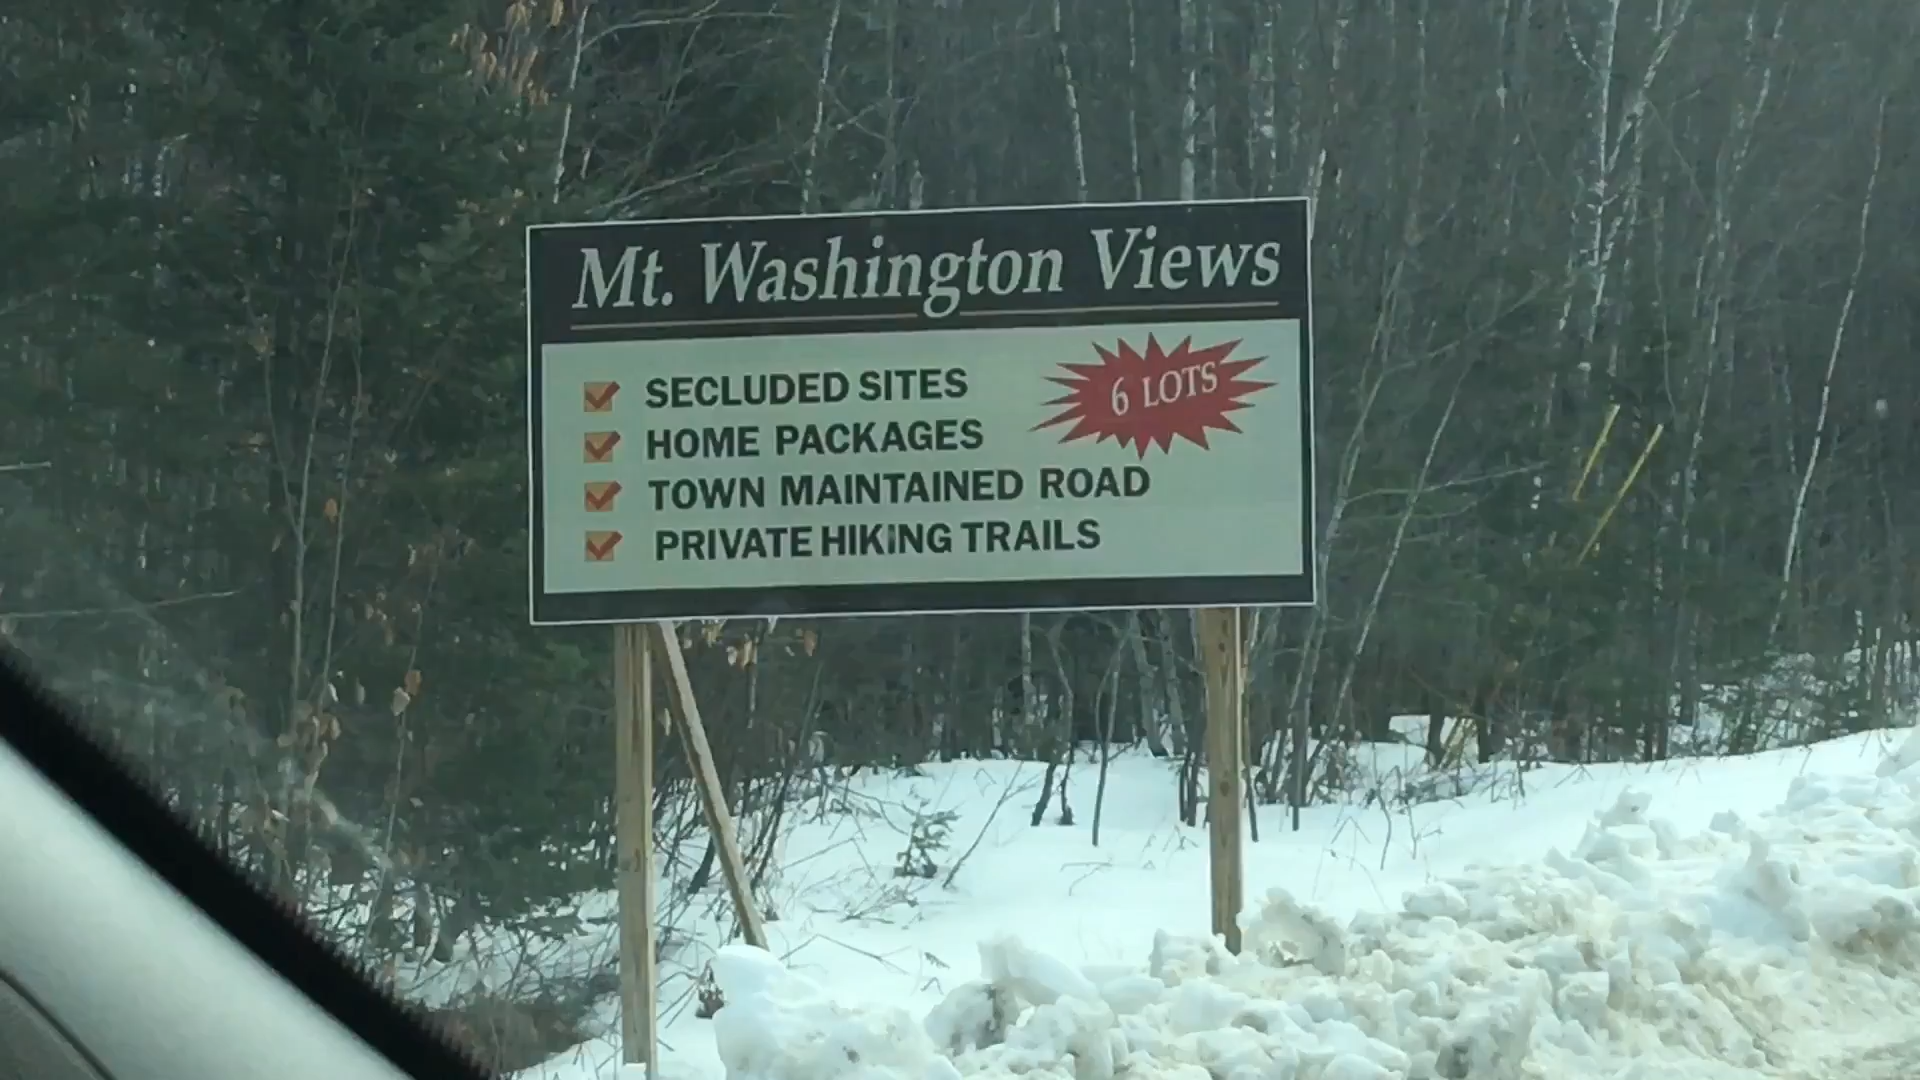 Mt. Washington Views
SECLUDED SITES
HOME PACKAGES
TOWN MAINTAINED ROAD
PRIVATE HIKING TRAILS
6 LOTS